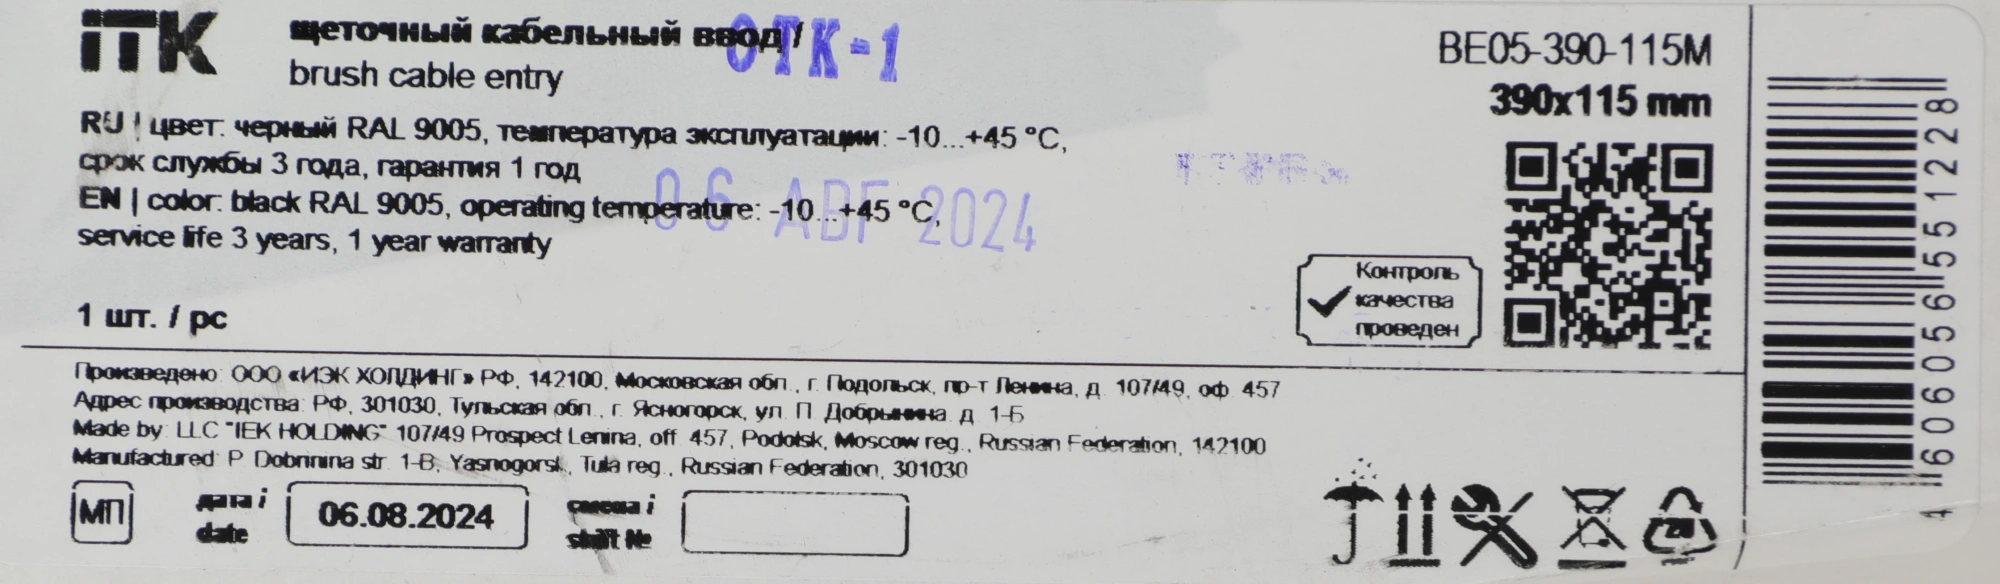 iTK
щеточный кабельный ввод /
brush cable entry
ОТК-1
BE05-390-115M
390x115 mm
RU | цвет: черный RAL 9005, температура эксплуатации: -10...+45 °C,
срок службы 3 года, гарантия 1 год
EN | color: black RAL 9005, operating temperature: -10...+45 °C,
service life 3 years, 1 year warranty
06 АВГ 2024
1 шт. / pc
Контроль
качества
проведен
Произведено: ООО «ИЭК ХОЛДИНГ» РФ, 142100, Московская обл., г. Подольск, пр-т Ленина, д. 107/49, оф. 457
Адрес производства: РФ, 301030, Тульская обл., г. Ясногорск, ул. П. Добрынина д. 1-Б
Made by: LLC "IEK HOLDING" 107/49 Prospect Lenina, off. 457, Podolsk, Moscow reg., Russian Federation, 142100
Manufactured: P. Dobrinina str. 1-B, Yasnogorsk, Tula reg., Russian Federation, 301030
МП
дата /
date
06.08.2024
смена /
shift №
20
4 606056 551228